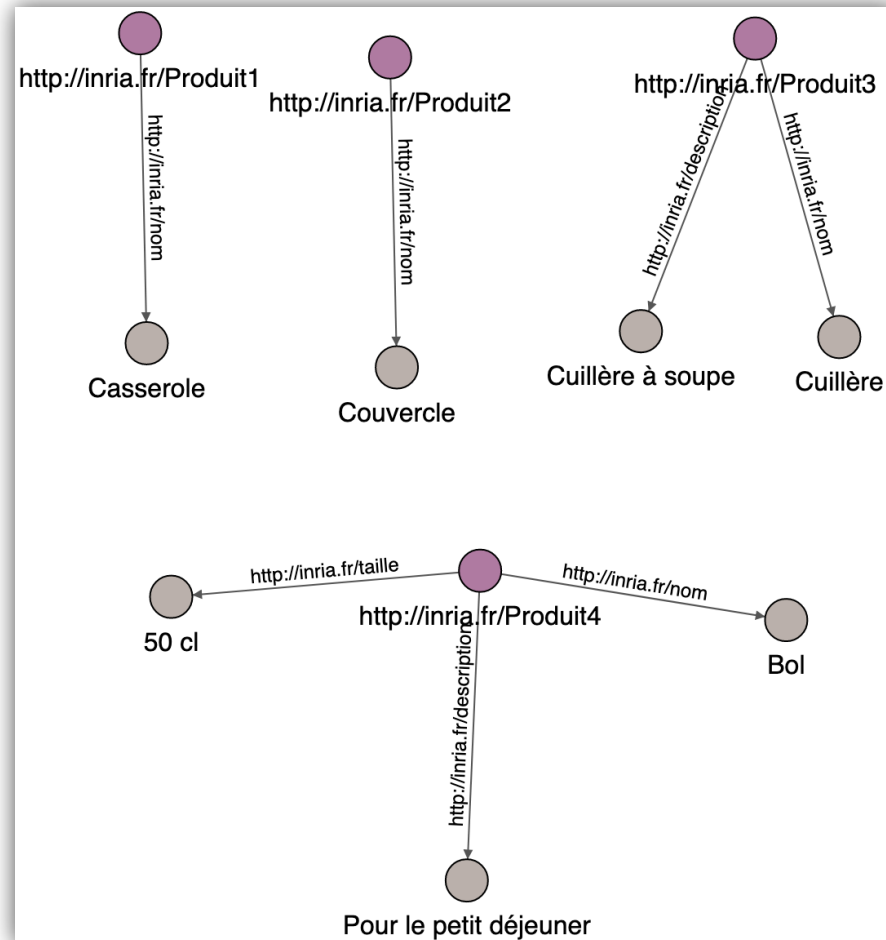 http://inria.fr/Produit1
http://inria.fr/Produit2
http://inria.fr/Produit3
http://inria.fr/nom
http://inria.fr/nom
http://inria.fr/description
http://inria.fr/nom
Casserole
Couvercle
Cuillère à soupe
Cuillère
http://inria.fr/taille
http://inria.fr/nom
http://inria.fr/Produit4
50 cl
Bol
http://inria.fr/description
Pour le petit déjeuner